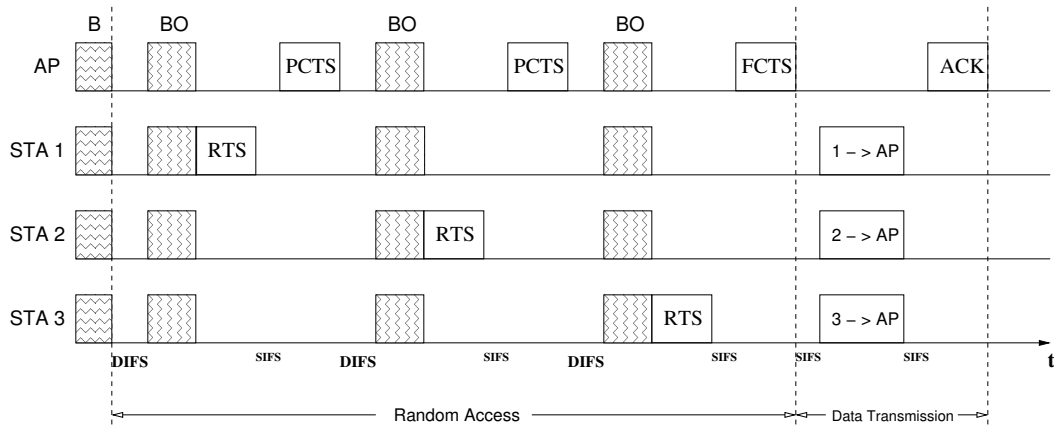 B BO BO BO
AP PCTS PCTS FCTS ACK
STA 1 RTS 1 – > AP
STA 2 RTS 2 – > AP
STA 3 RTS 3 – > AP
DIFS SIFS DIFS SIFS DIFS SIFS SIFS SIFS t
Random Access Data Transmission